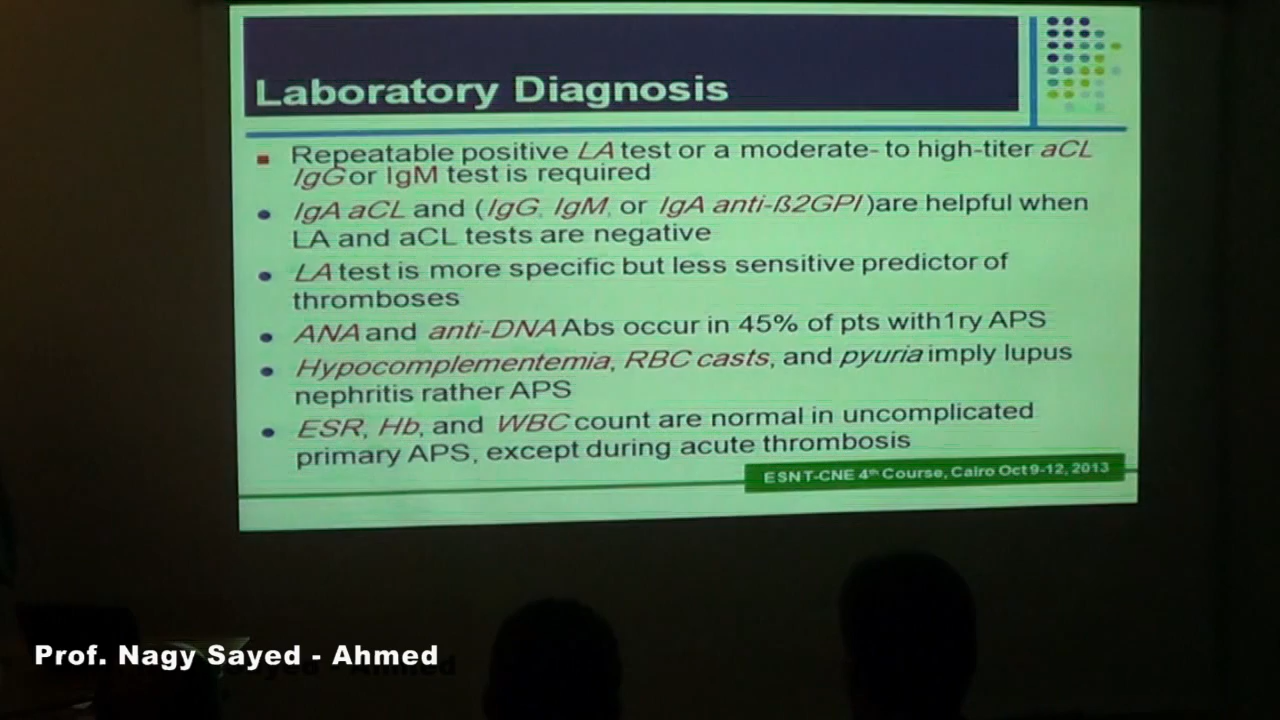 Laboratory Diagnosis
Repeatable positive LA test or a moderate- to high-titer aCL
IgG or IgM test is required
IgA aCL and (IgG, IgM, or IgA anti-ß2GPI )are helpful when
LA and aCL tests are negative
LA test is more specific but less sensitive predictor of
thromboses
ANA and anti-DNA Abs occur in 45% of pts with1ry APS
Hypocomplementemia, RBC casts, and pyuria imply lupus
nephritis rather APS
ESR, Hb, and WBC count are normal in uncomplicated
primary APS, except during acute thrombosis
ESNT-CNE 4th Course, Cairo Oct 9-12, 2013
Prof. Nagy Sayed - Ahmed